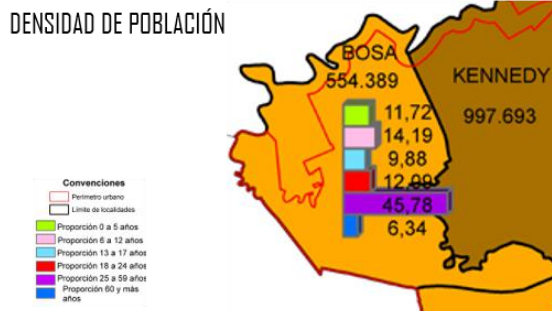 DENSIDAD DE POBLACIÓN
BOSA
554.389
KENNEDY
997.693
11,72
14,19
9,88
12,09
45,78
6,34
Convenciones
Perímetro urbano
Límite de localidades
Proporción 0 a 5 años
Proporción 6 a 12 años
Proporción 13 a 17 años
Proporción 18 a 24 años
Proporción 25 a 59 años
Proporción 60 y más
años